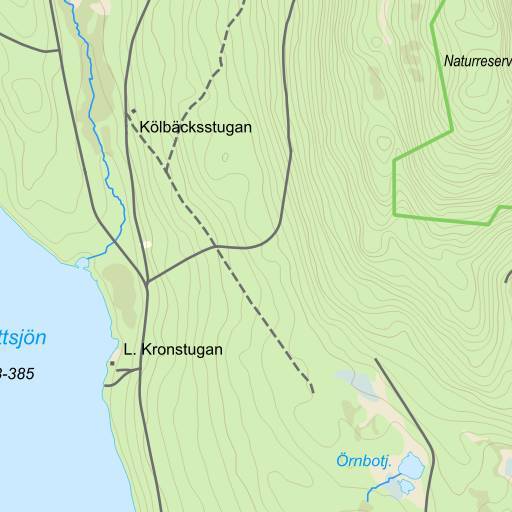 Naturreserv
Kölbäcksstugan
ttsjön
L. Kronstugan
3-385
Örnbotj.